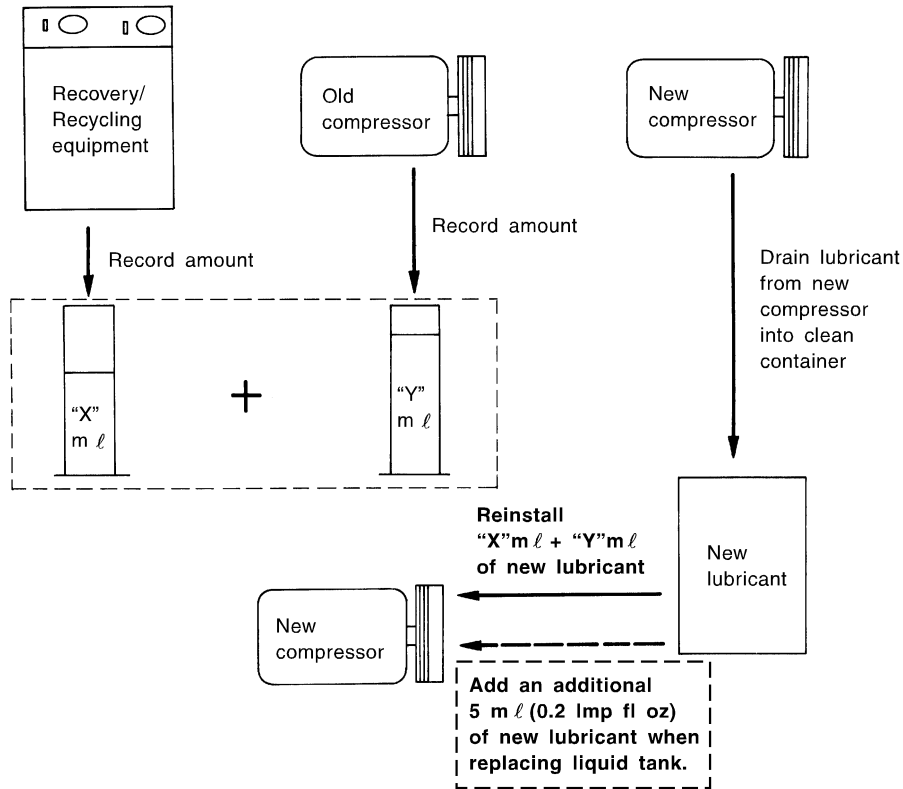 Recovery/
Recycling
equipment
Old
compressor
New
compressor
Record amount
Record amount
Drain lubricant
from new
compressor
into clean
container
“X”
m ℓ
+
“Y”
m ℓ
Reinstall
“X”m ℓ + “Y”m ℓ
of new lubricant
New
lubricant
New
compressor
Add an additional
5 m ℓ (0.2 Imp fl oz)
of new lubricant when
replacing liquid tank.